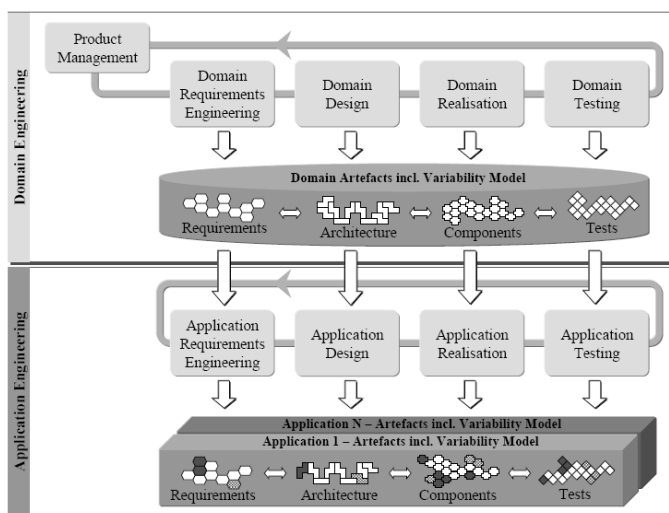 Domain Engineering
Product
Management
Domain
Requirements
Engineering
Domain
Design
Domain
Realisation
Domain
Testing
Domain Artefacts incl. Variability Model
Requirements
Architecture
Components
Tests
Application Engineering
Application
Requirements
Engineering
Application
Design
Application
Realisation
Application
Testing
Application N – Artefacts incl. Variability Model
Application 1 – Artefacts incl. Variability Model
Requirements
Architecture
Components
Tests